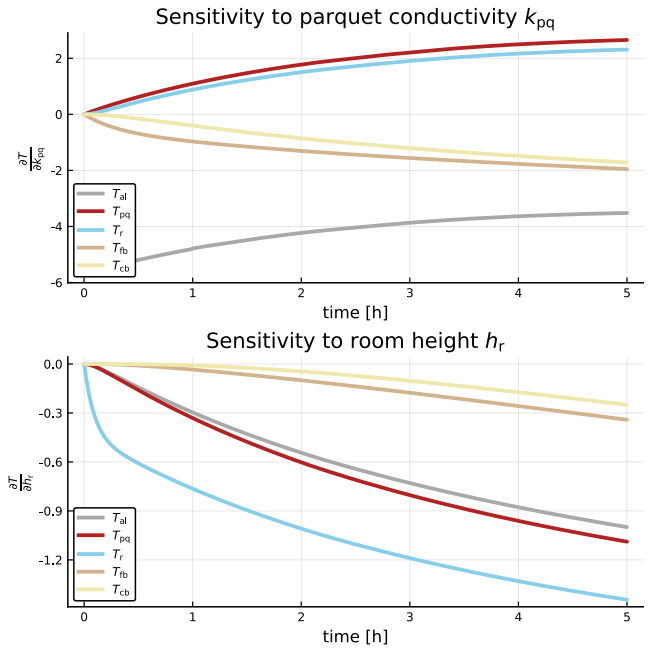 Sensitivity to parquet conductivity k_pq
2
0
-2
-4
-6
∂T/∂k_pq
T_al
T_pq
T_r
T_fb
T_cb
0 1 2 3 4 5
time [h]
Sensitivity to room height h_r
0.0
-0.3
-0.6
-0.9
-1.2
∂T/∂h_r
T_al
T_pq
T_r
T_fb
T_cb
0 1 2 3 4 5
time [h]